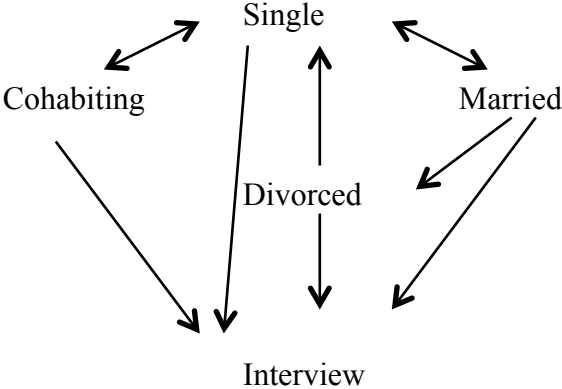 Single
Cohabiting
Married
Divorced
Interview